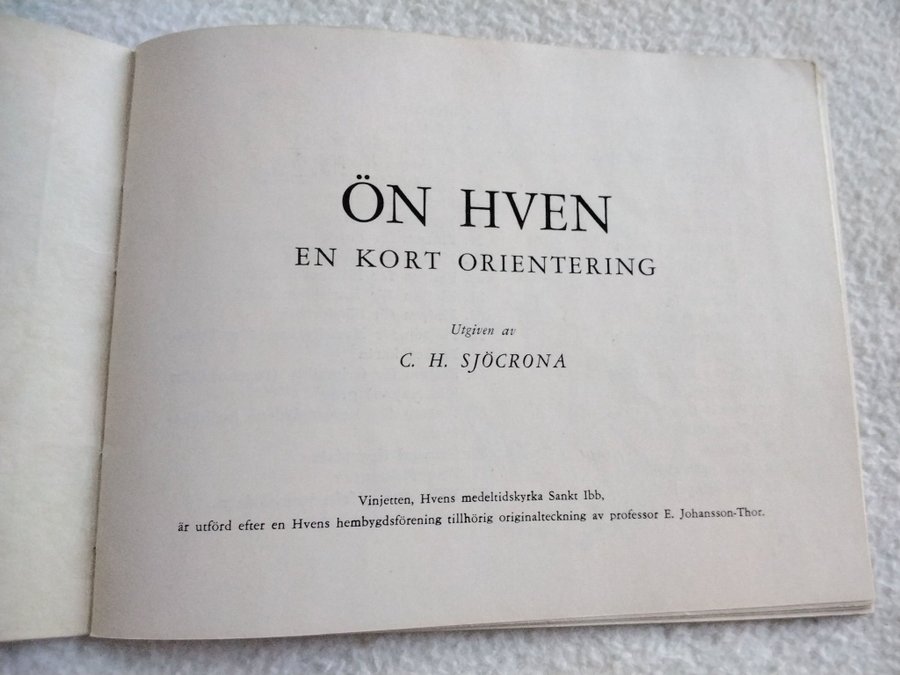 ÖN HVEN
EN KORT ORIENTERING
Utgiven av
C. H. SJÖCRONA
Vinjetten, Hvens medeltidskyrka Sankt Ibb,
är utförd efter en Hvens hembygdsförening tillhörig originalteckning av professor E. Johansson-Thor.